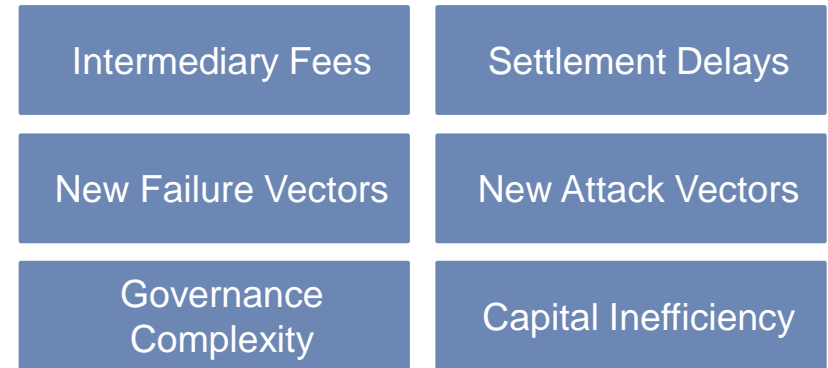 Intermediary Fees
Settlement Delays
New Failure Vectors
New Attack Vectors
Governance
Complexity
Capital Inefficiency